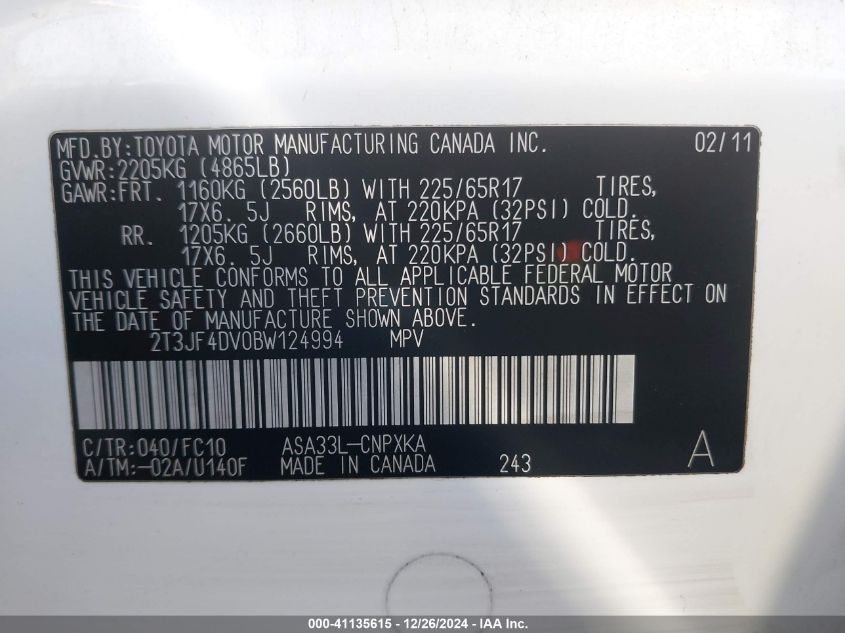 MFD.BY:TOYOTA MOTOR MANUFACTURING CANADA INC. 02/11
GVWR:2205KG (4865LB)
GAWR:FRT. 1160KG (2560LB) WITH 225/65R17 TIRES,
17X6. 5J RIMS, AT 220KPA (32PSI) COLD.
RR. 1205KG (2660LB) WITH 225/65R17 TIRES,
17X6. 5J RIMS, AT 220KPA (32PSI) COLD.
THIS VEHICLE CONFORMS TO ALL APPLICABLE FEDERAL MOTOR
VEHICLE SAFETY AND THEFT PREVENTION STANDARDS IN EFFECT ON
THE DATE OF MANUFACTURE SHOWN ABOVE.
2T3JF4DV0BW124994 MPV
C/TR:040/FC10 ASA33L-CNPXKA
A/TM:-02A/U140F MADE IN CANADA 243 A
000-41135615 - 12/26/2024 - IAA Inc.